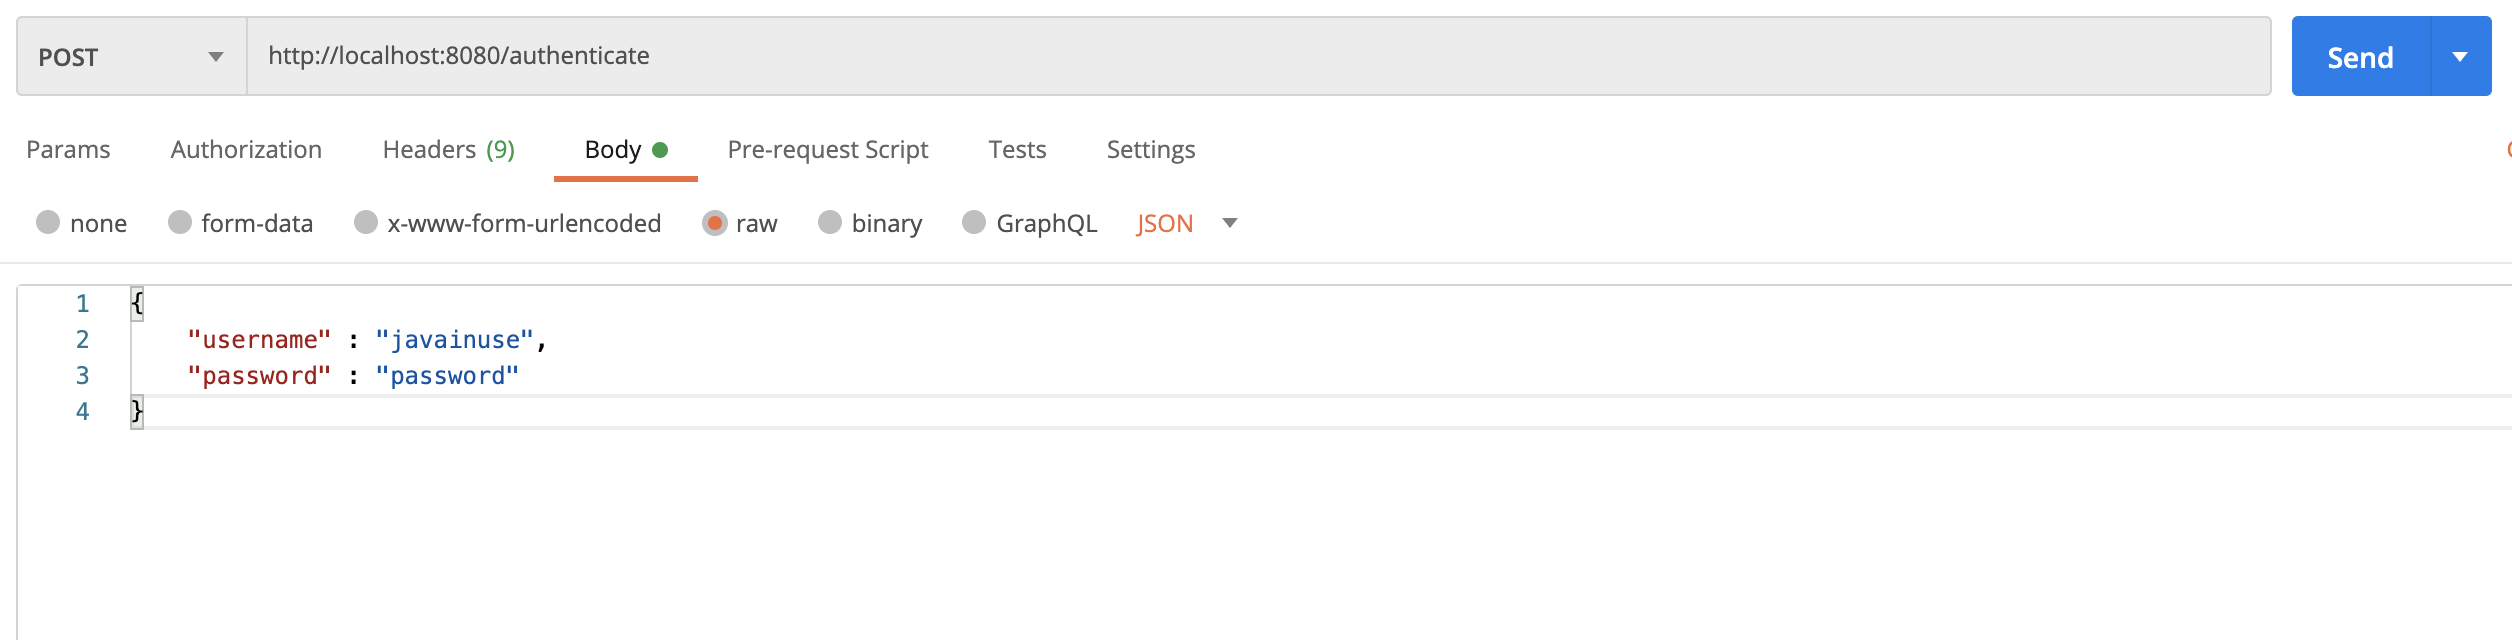 POST http://localhost:8080/authenticate Send
Params Authorization Headers (9) Body Pre-request Script Tests Settings
none form-data x-www-form-urlencoded raw binary GraphQL JSON
1 {
2 "username" : "javainuse",
3 "password" : "password"
4 }